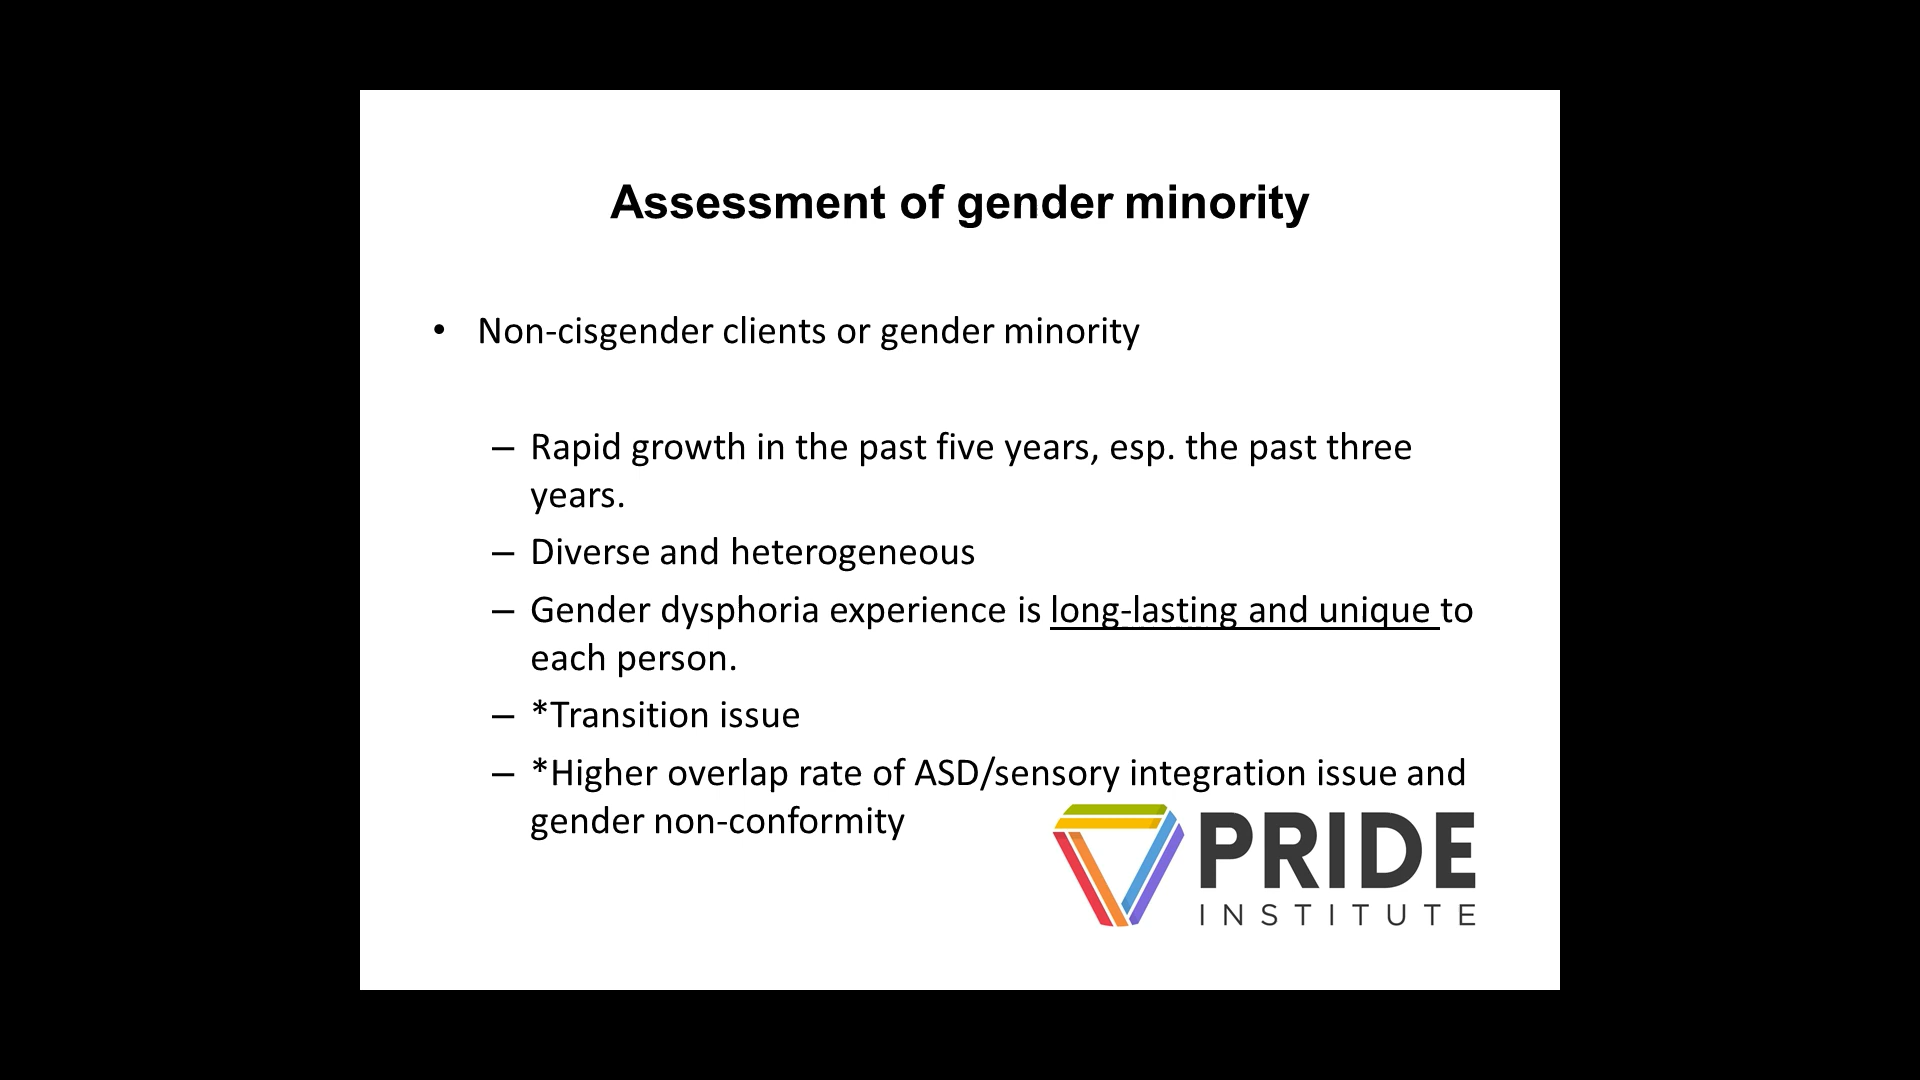 Assessment of gender minority
• Non-cisgender clients or gender minority
– Rapid growth in the past five years, esp. the past three
years.
– Diverse and heterogeneous
– Gender dysphoria experience is long-lasting and unique to
each person.
– *Transition issue
– *Higher overlap rate of ASD/sensory integration issue and
gender non-conformity
PRIDE
INSTITUTE